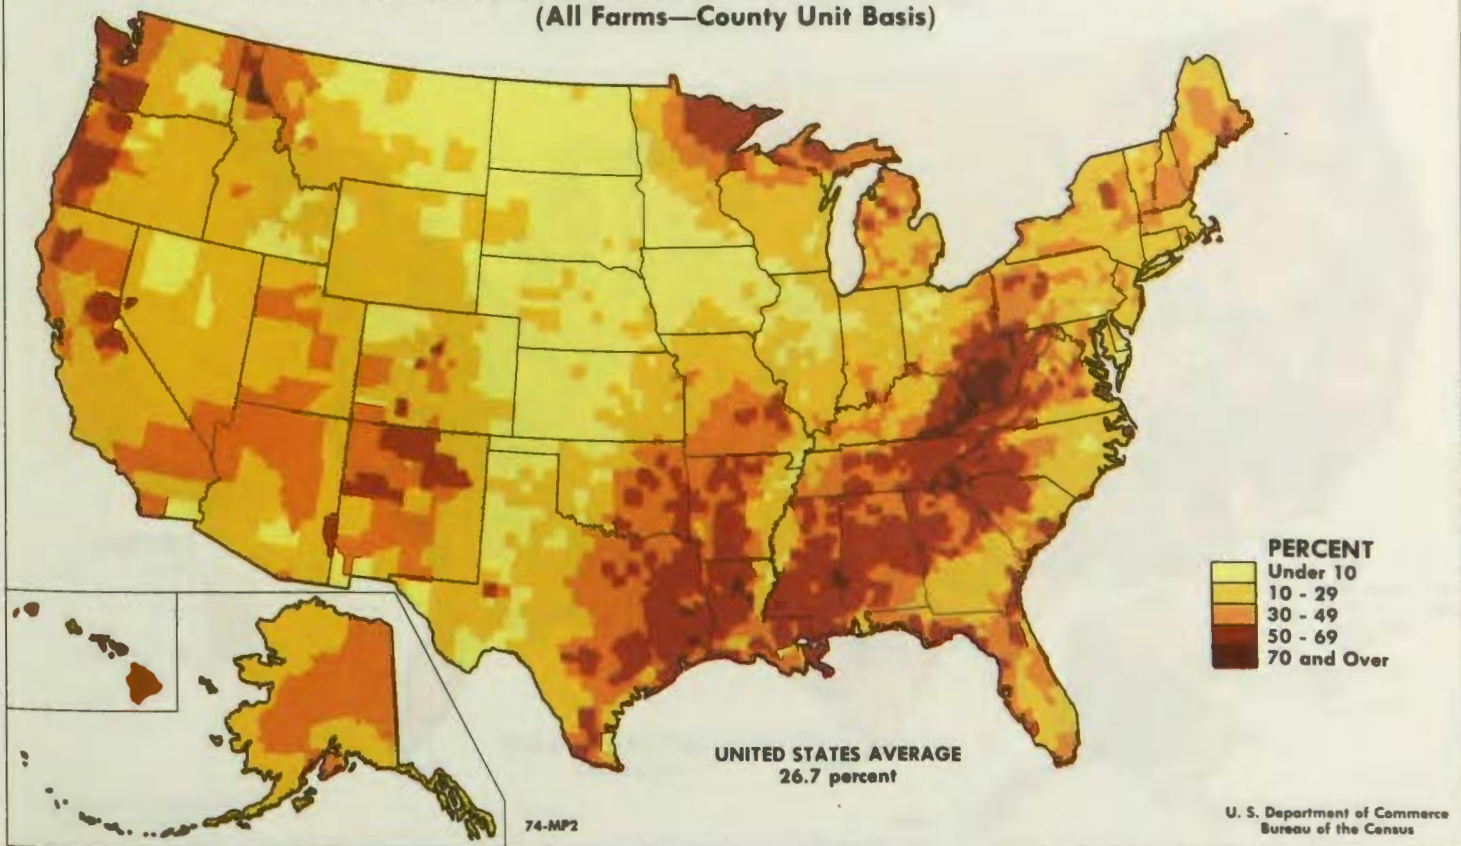 (All Farms—County Unit Basis)
PERCENT
Under 10
10 - 29
30 - 49
50 - 69
70 and Over
UNITED STATES AVERAGE
26.7 percent
74-MP2
U. S. Department of Commerce
Bureau of the Census